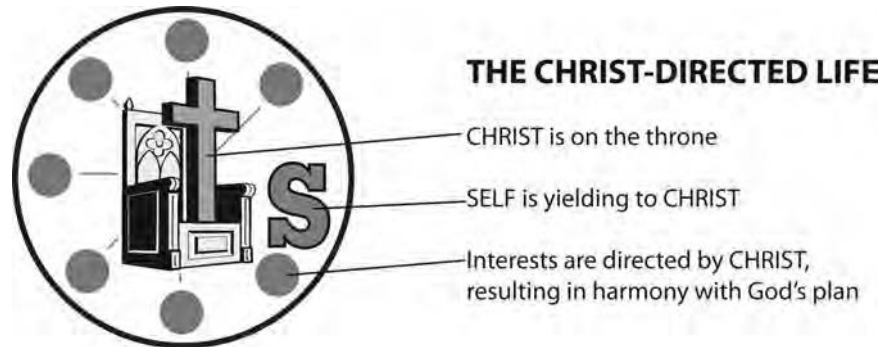 THE CHRIST-DIRECTED LIFE
CHRIST is on the throne
S
SELF is yielding to CHRIST
Interests are directed by CHRIST,
resulting in harmony with God's plan